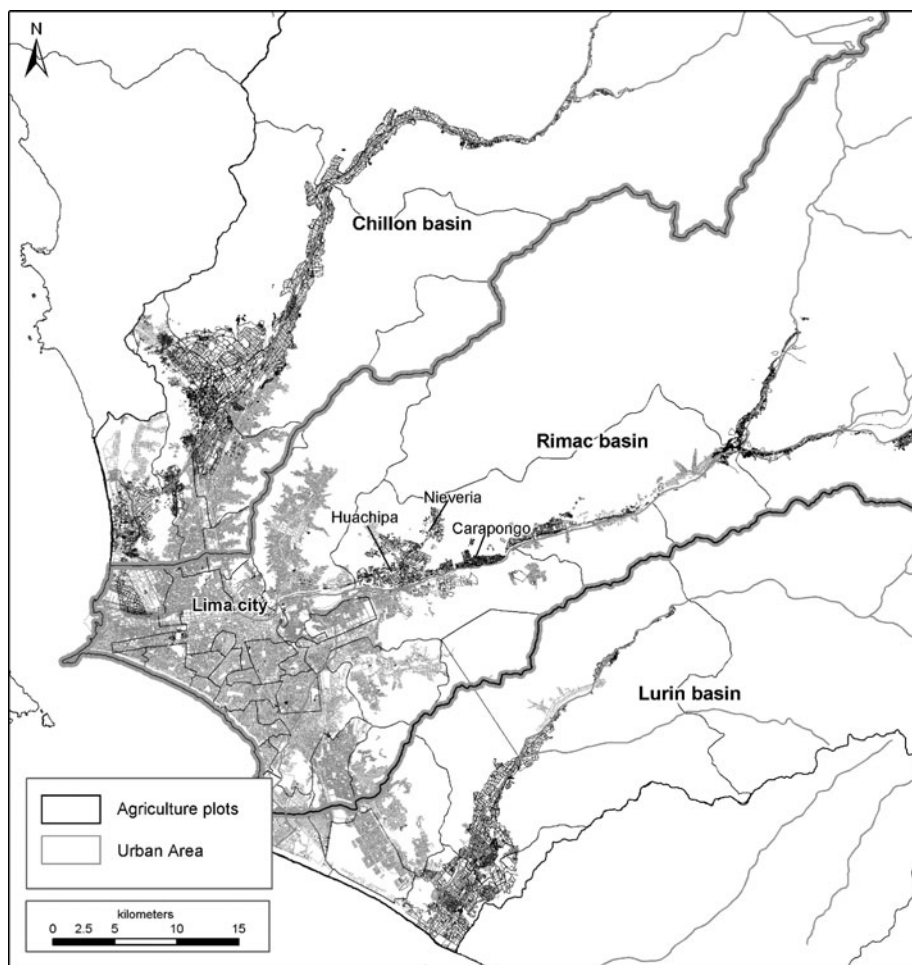 N
Chillon basin
Rimac basin
Nieveria
Huachipa
Carapongo
Lima city
Lurin basin
Agriculture plots
Urban Area
kilometers
0 2.5 5 10 15